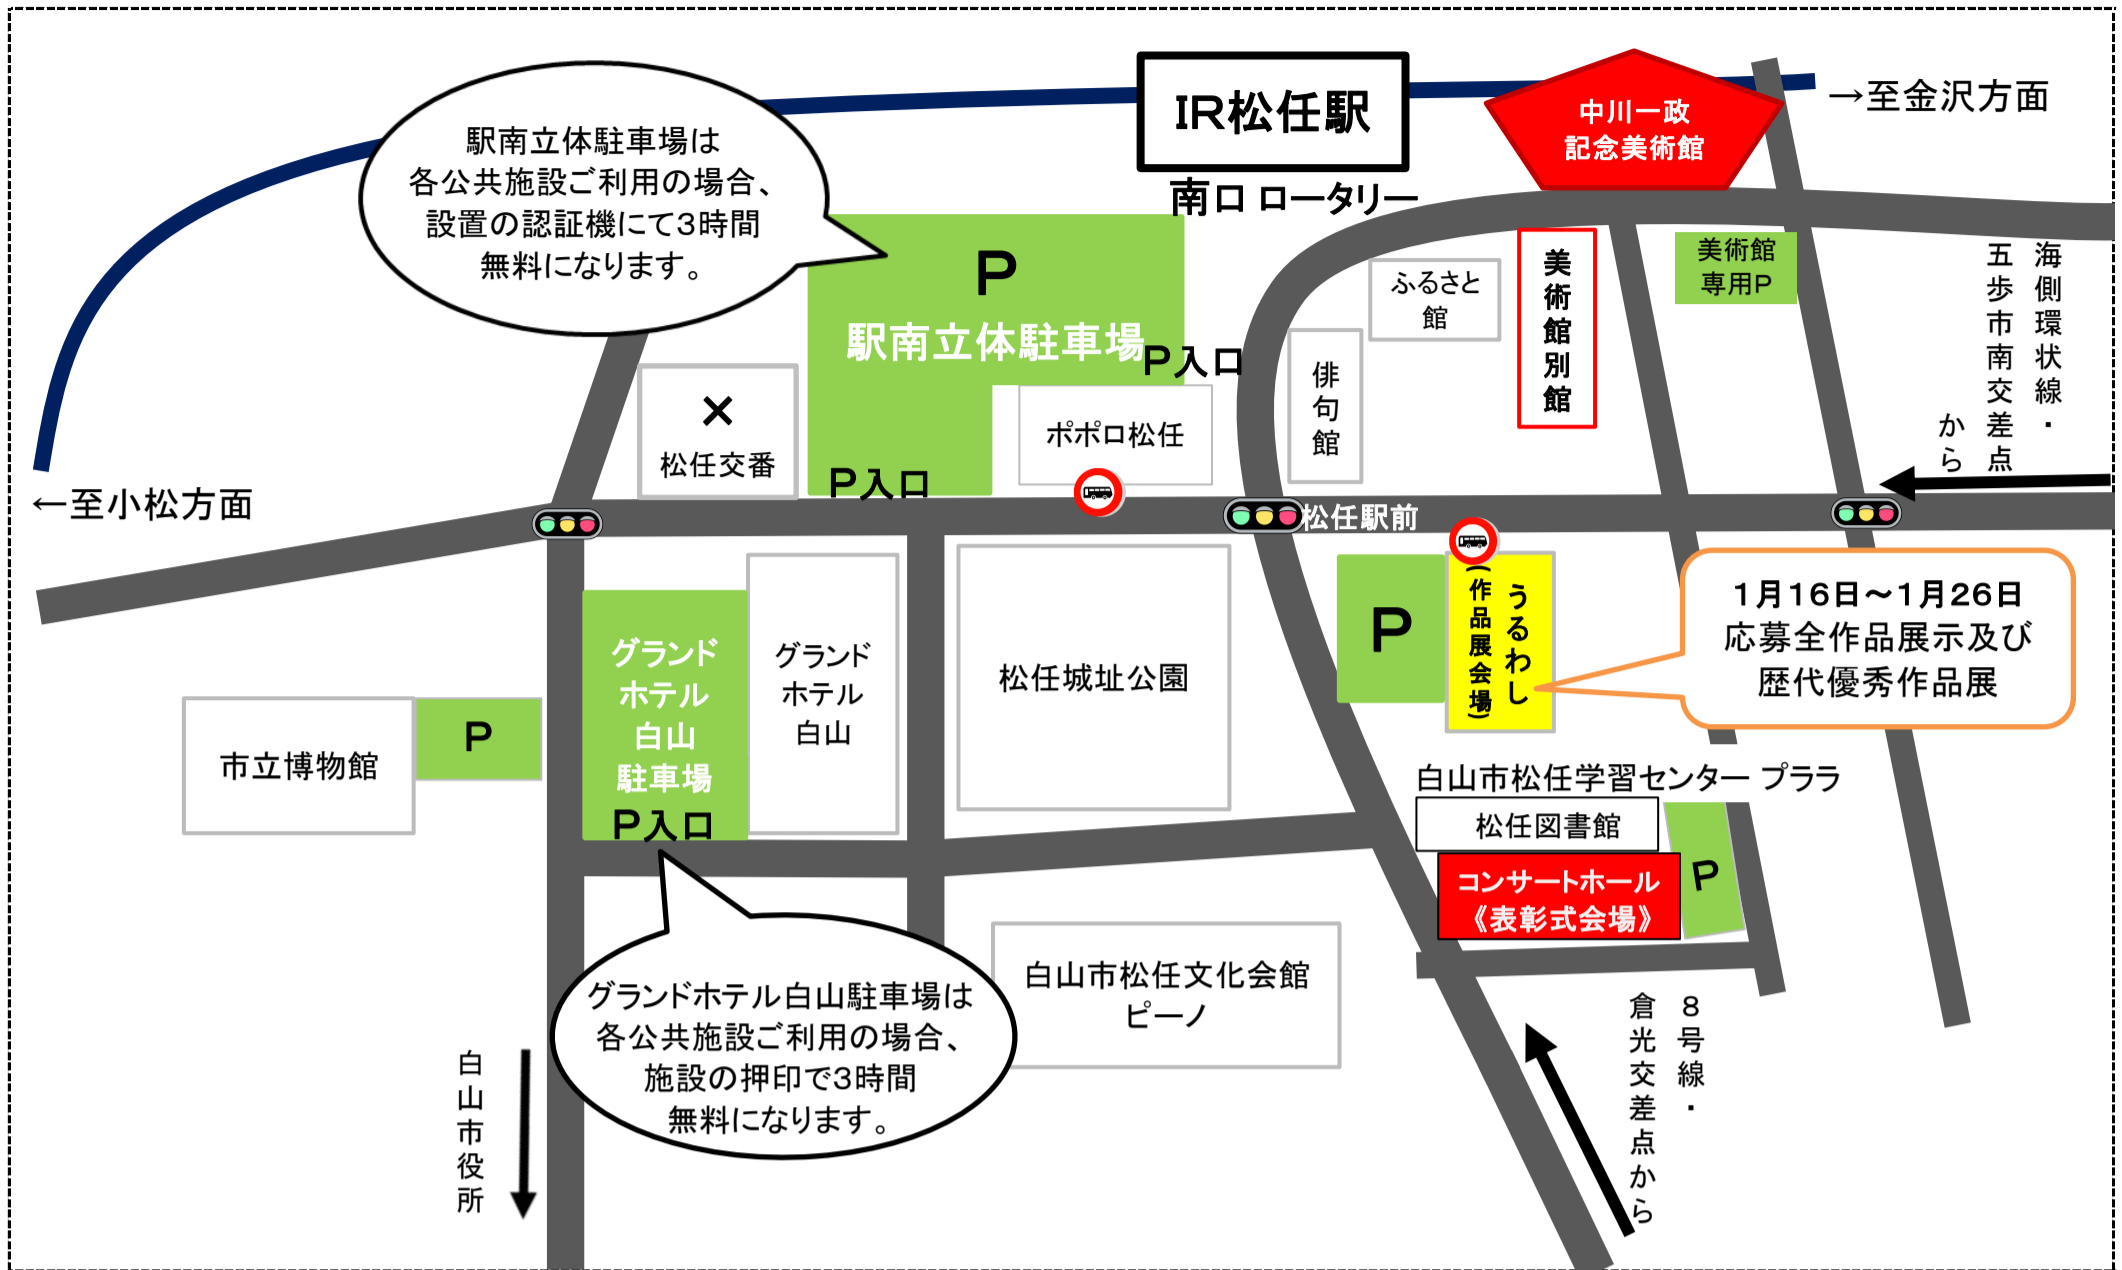 IR松任駅
南口 ロータリー
中川一政
記念美術館
→至金沢方面
駅南立体駐車場は
各公共施設ご利用の場合、
設置の認証機にて3時間
無料になります。
P
駅南立体駐車場
P入口
P入口
美術館
専用P
海側環状線・
五歩市南交差点
から
ふるさと
館
美術館別館
俳句館
×
松任交番
ポポロ松任
←至小松方面
松任駅前
グランド
ホテル
白山
駐車場
P入口
グランド
ホテル
白山
松任城址公園
P
うるわし
(作品展会場)
1月16日～1月26日
応募全作品展示及び
歴代優秀作品展
市立博物館
P
白山市松任学習センター プララ
松任図書館
コンサートホール
《表彰式会場》
P
白山市松任文化会館
ピーノ
グランドホテル白山駐車場は
各公共施設ご利用の場合、
施設の押印で3時間
無料になります。
白山市役所
8号線・
倉光交差点から